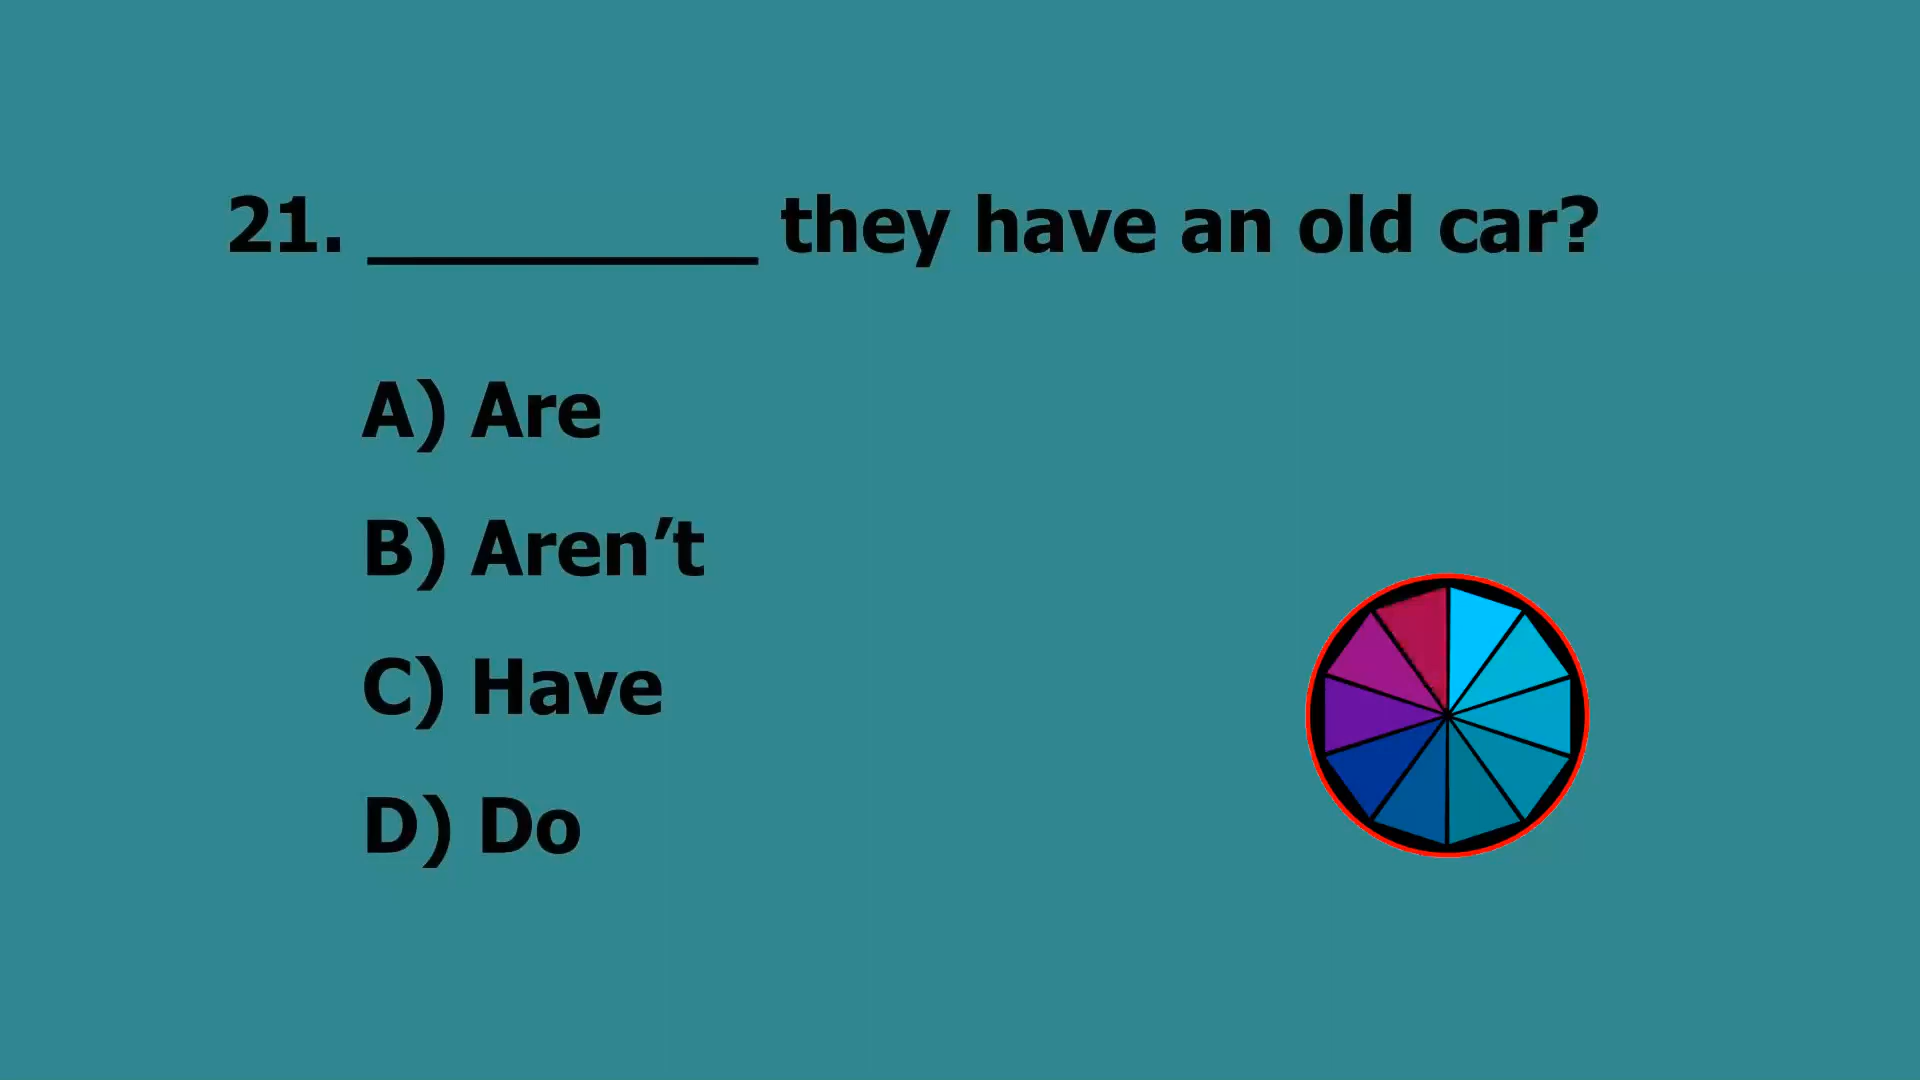 21. __________ they have an old car?
A) Are
B) Aren’t
C) Have
D) Do